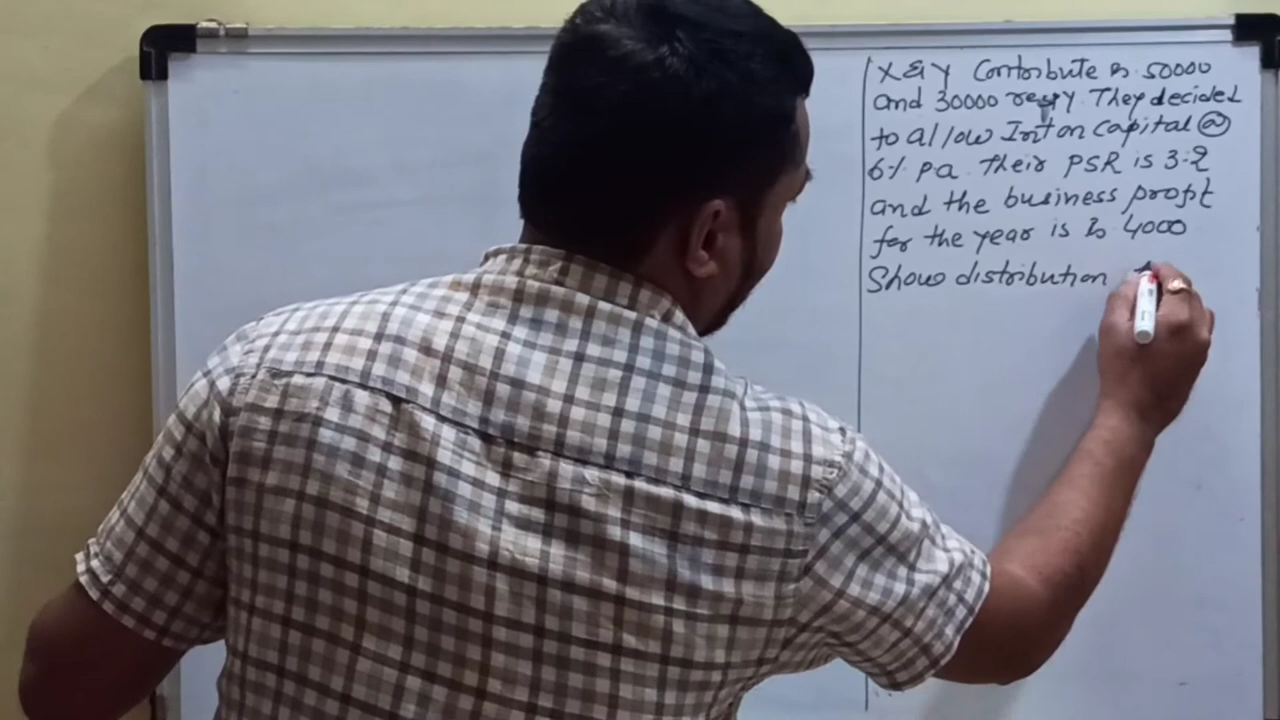 X & Y Contribute Rs 50000
and 30000 respy. They decided
to allow Int on Capital @
6% pa. Their PSR is 3:2
and the business profit
for the year is Rs 4000
Show distribution